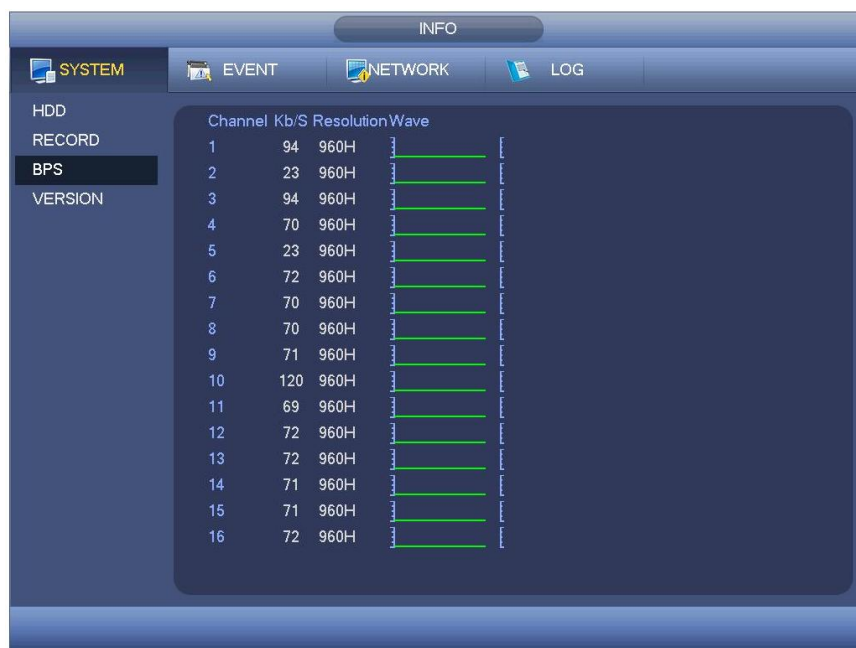 INFO
SYSTEM EVENT NETWORK LOG
HDD
RECORD
BPS
VERSION
Channel Kb/S Resolution Wave
1 94 960H
2 23 960H
3 94 960H
4 70 960H
5 23 960H
6 72 960H
7 70 960H
8 70 960H
9 71 960H
10 120 960H
11 69 960H
12 72 960H
13 72 960H
14 71 960H
15 71 960H
16 72 960H